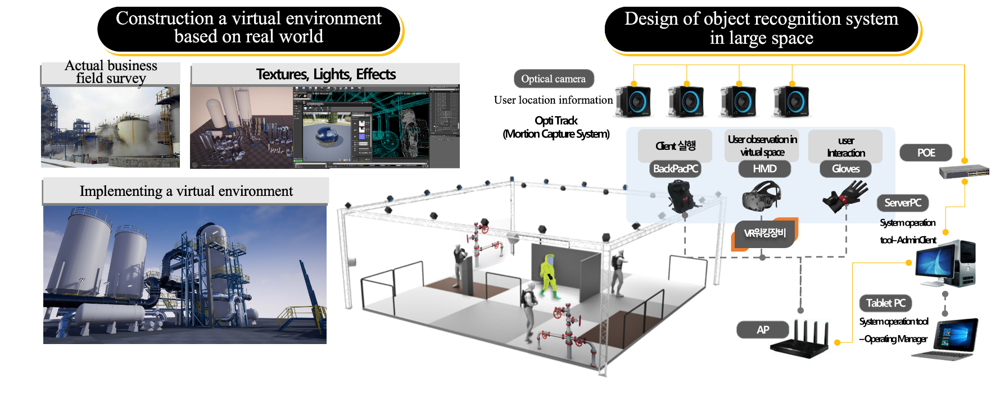 Construction a virtual environment
based on real world
Actual business
field survey
Textures, Lights, Effects
Implementing a virtual environment
Design of object recognition system
in large space
Optical camera
User location information
Opti Track
(Mortion Capture System)
Client 실행
BackPacPC
User observation in
virtual space
HMD
user
Interaction
Gloves
VR워킹장비
POE
ServerPC
System operation
tool–AdminClient
Tablet PC
System operation tool
–Operating Manager
AP